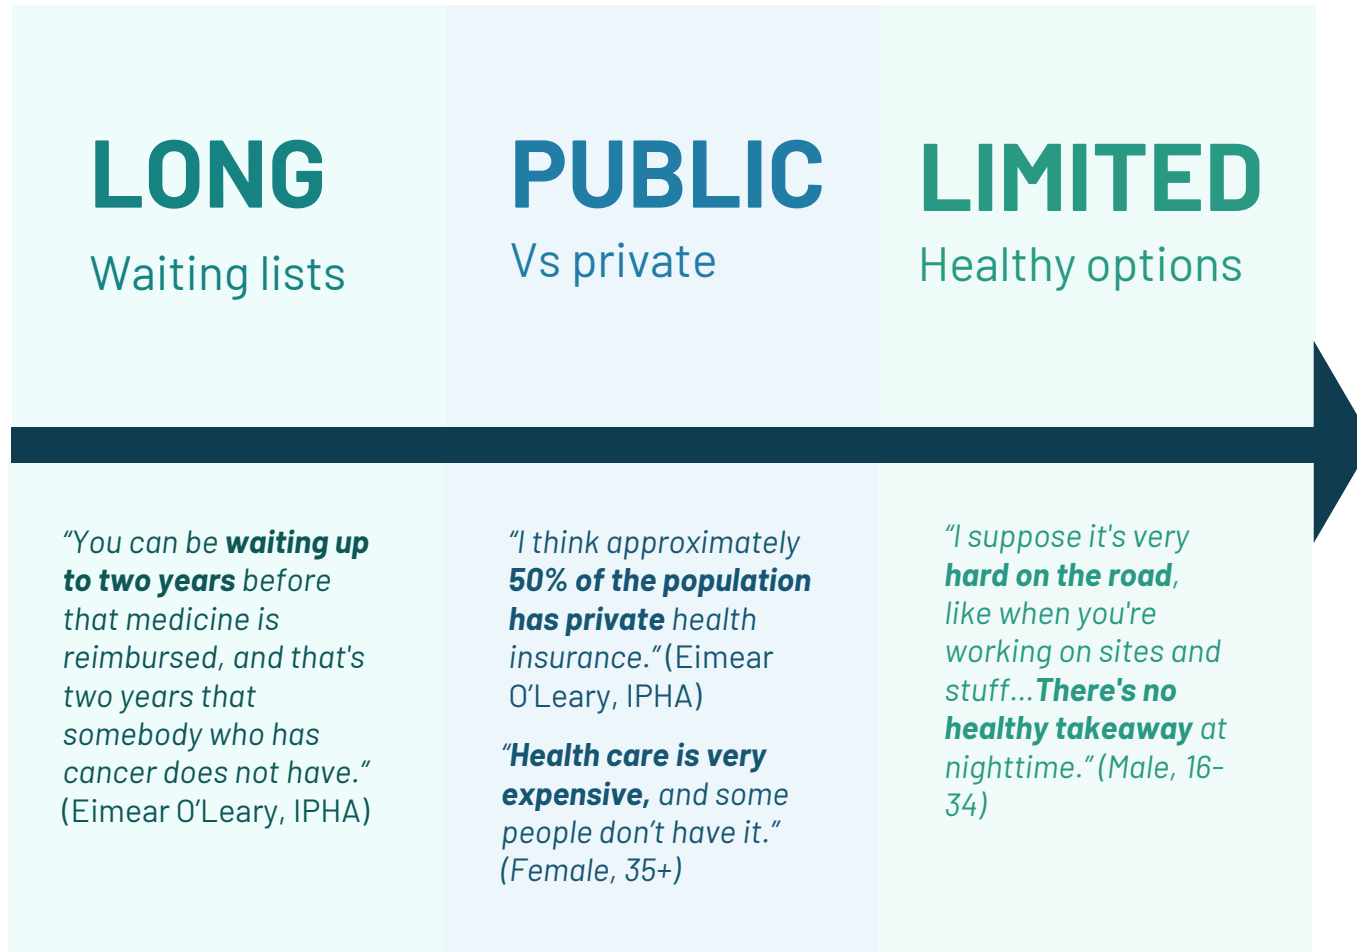 LONG
Waiting lists
PUBLIC
Vs private
LIMITED
Healthy options
“You can be waiting up
to two years before
that medicine is
reimbursed, and that's
two years that
somebody who has
cancer does not have.”
(Eimear O’Leary, IPHA)
“I think approximately
50% of the population
has private health
insurance.” (Eimear
O’Leary, IPHA)
“Health care is very
expensive, and some
people don’t have it.”
(Female, 35+)
“I suppose it's very
hard on the road,
like when you're
working on sites and
stuff...There's no
healthy takeaway at
nighttime.” (Male, 16-
34)